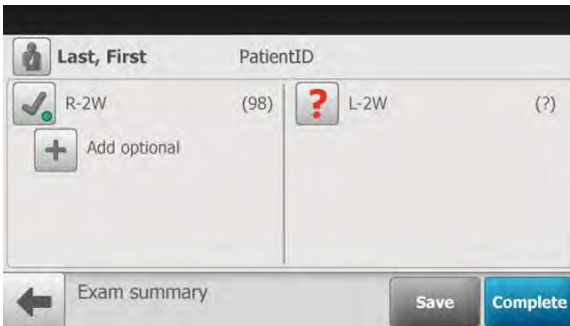 Last, First PatientID
R-2W (98) ? L-2W (?)
+ Add optional
Exam summary Save Complete